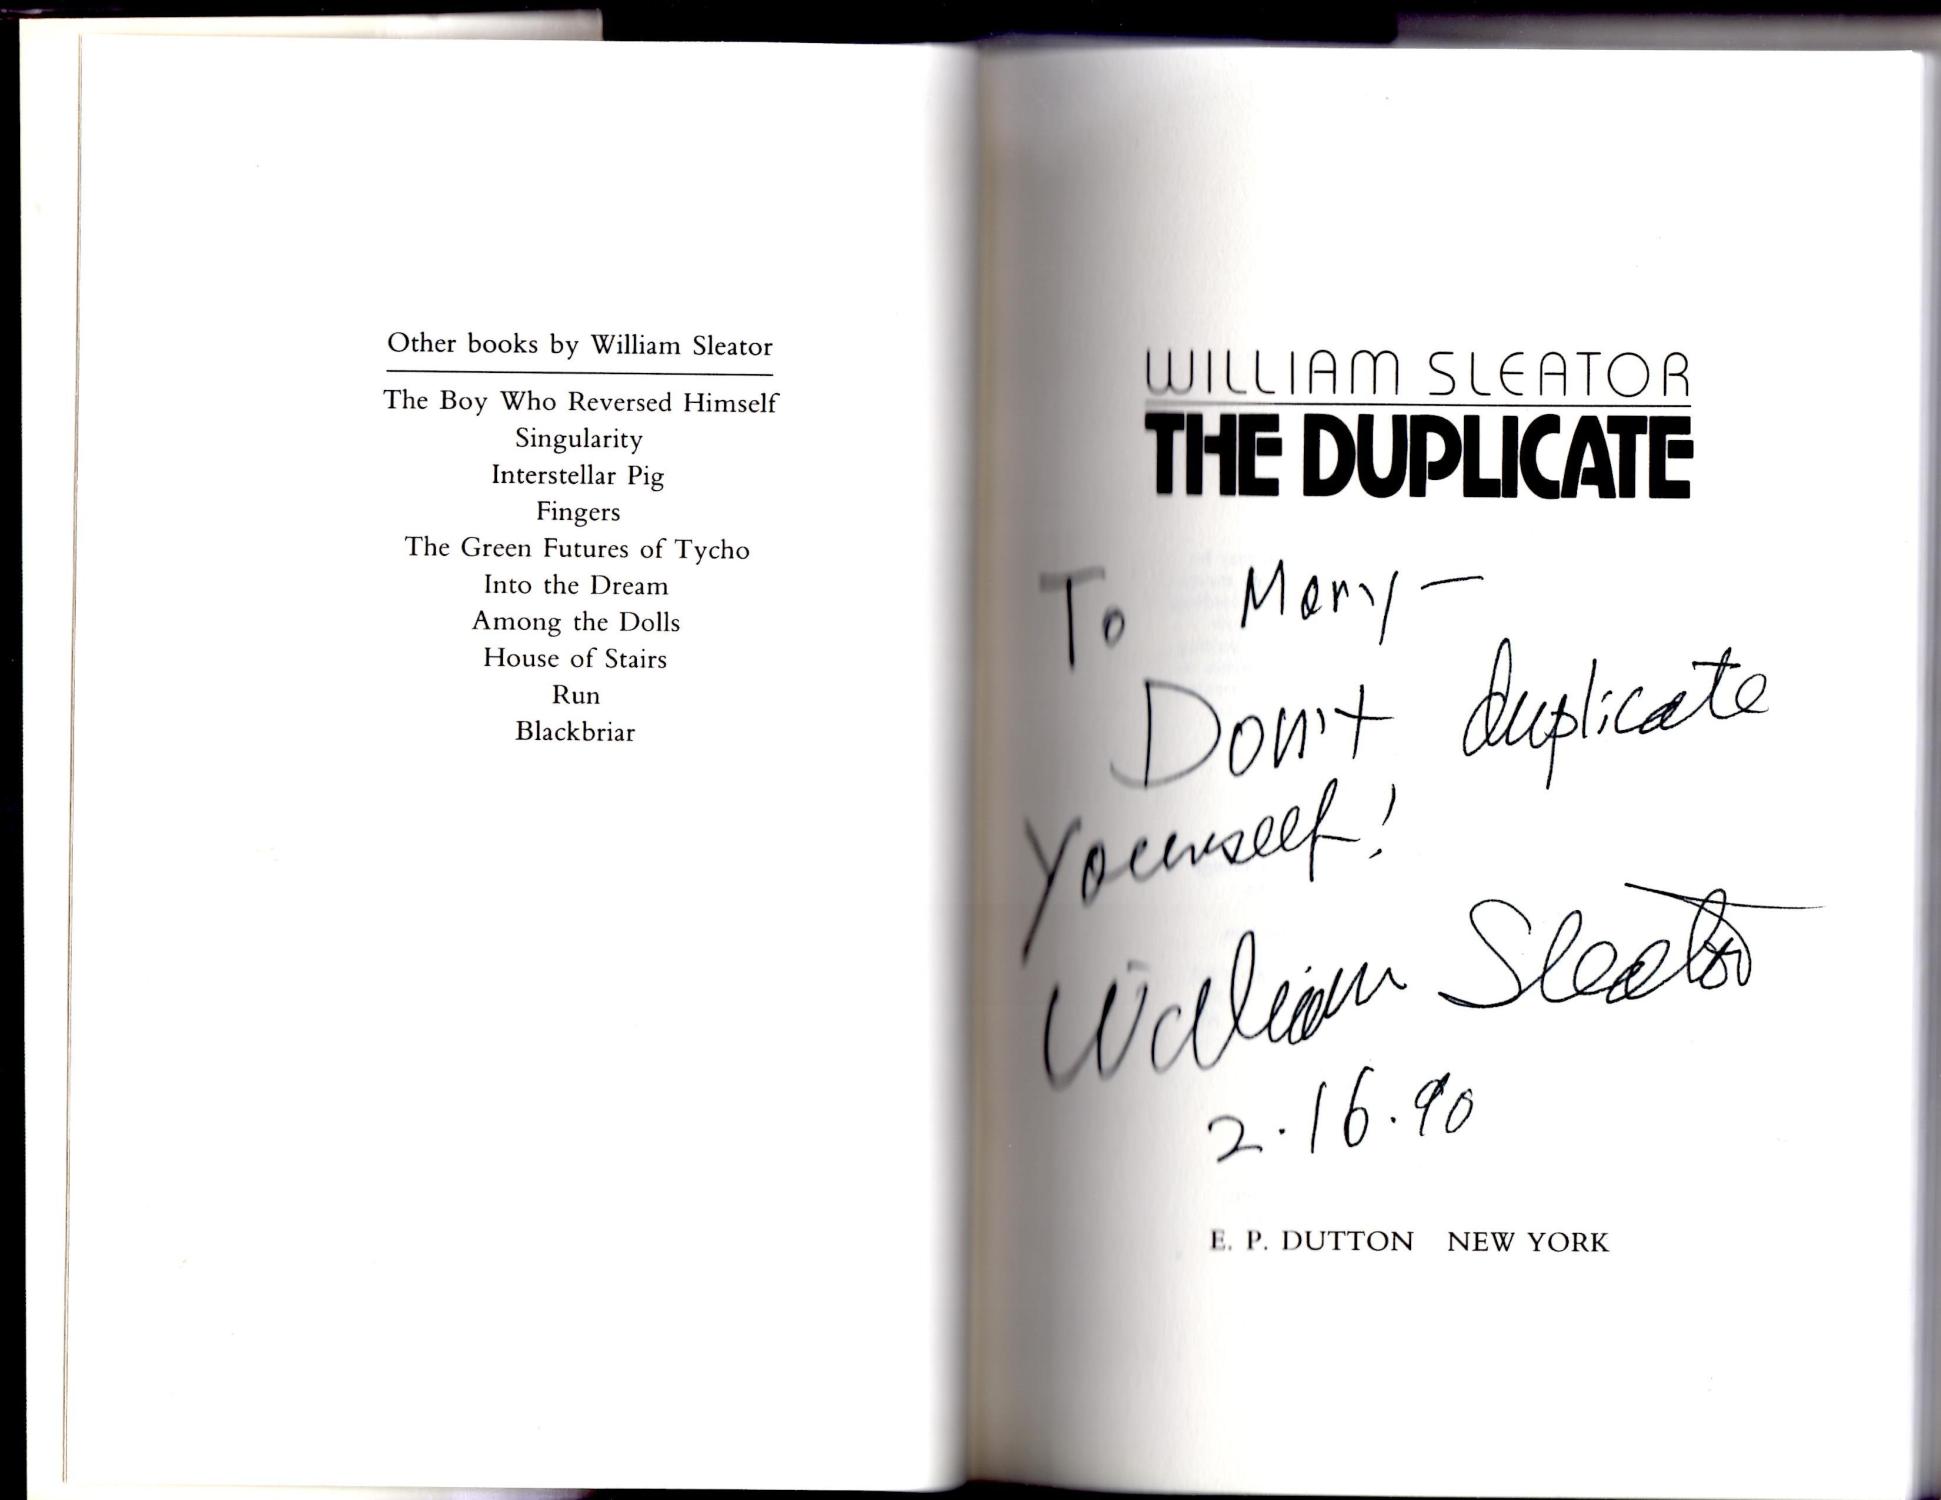 Other books by William Sleator
The Boy Who Reversed Himself
Singularity
Interstellar Pig
Fingers
The Green Futures of Tycho
Into the Dream
Among the Dolls
House of Stairs
Run
Blackbriar
WILLIAM SLEATOR
THE DUPLICATE
To Mary—
Don't duplicate
yourself!
William Sleator
2.16.90
E. P. DUTTON NEW YORK